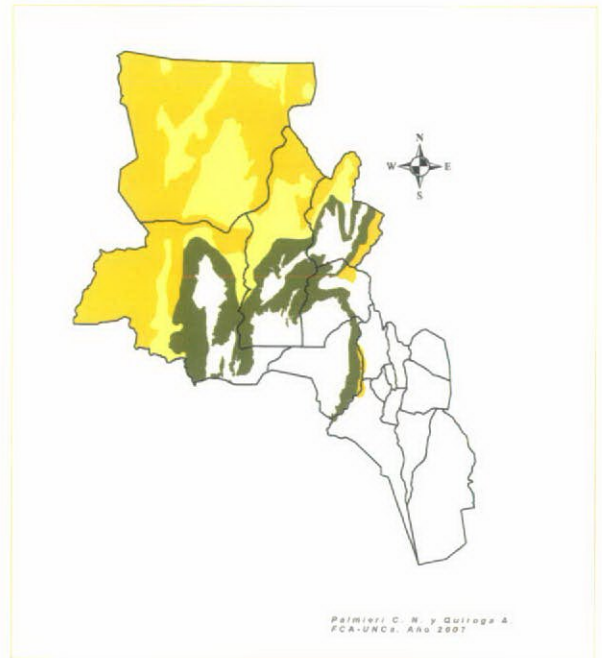 N
W E
S
Palmieri C. N. y Quiroga A
FCA-UNCa. Año 2007